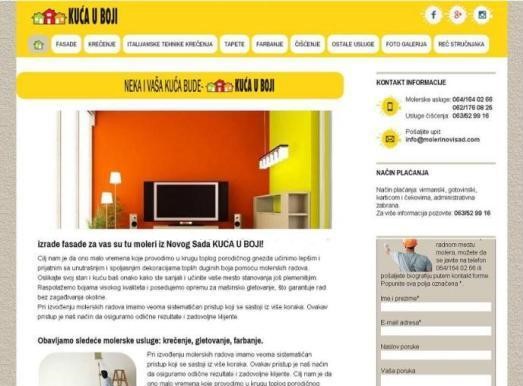 KUĆA U BOJI
FASADE
KREČENJE
ITALIJANSKE TEHNIKE KREČENJA
TAPETE
FARBANJE
ČIŠĆENJE
OSTALE USLUGE
FOTO GALERIJA
REČ STRUČNJAKA
NEKA I VAŠA KUĆA BUDE- KUĆA U BOJI
izrade fasade za vas su tu moleri iz Novog Sada KUCA U BOJI!
Cilj nam je da ono malo vremena koje provodimo u krugu toplog porodičnog gnezda učinimo lepšim i
prijatnim sa unutrašnjim i spoljašnjim dekoracijama toplih duginih boja pomocu molerskih radova.
Oslikajte svoj stan i kuću baš onako kako ste sanjali i učinite vaše mesto stanovanja još plemenitijim.
Raspolažemo bojama visokog kvaliteta i posedujemo opremu za mašinsko gletovanje, što garantuje rad
bez zagađivanja okoline.
Pri izvođenju molerskih radova imamo veoma sistematičan pristup koji se sastoji iz više koraka. Ovakav
pristup je naš način da osiguramo odlične rezultate i zadovoljne klijente.
Obavljamo sledeće molerske usluge: krečenje, gletovanje, farbanje.
Pri izvođenju molerskih radova imamo veoma sistematičan
pristup koji se sastoji iz više koraka. Ovakav pristup je naš način
da osiguramo odlične rezultate i zadovoljne klijente. Cilj nam je da
ono malo vremena koje provodimo u krugu toplog porodičnog
KONTAKT INFORMACIJE
Molerske usluge: 064/164 02 66
062/176 08 25
Usluge čišćenja: 063/52 99 16
Pošaljite upit:
info@molerinovisad.com
NAČIN PLAĆANJA
Način plaćanja: virmanski, gotovinski,
karticom i čekovima, administrativna
zabrana.
Za više informacija pozovite: 063/52 99 16
radnom mestu
molera, možete da
se javite na telefon
064/164 02 66 ili
pošaljete biografiju putem kontakt forme.
Popunite sva polja označena *.
Ime i prezime*
E-mail adresa*
Naslov poruke
Vaša poruka